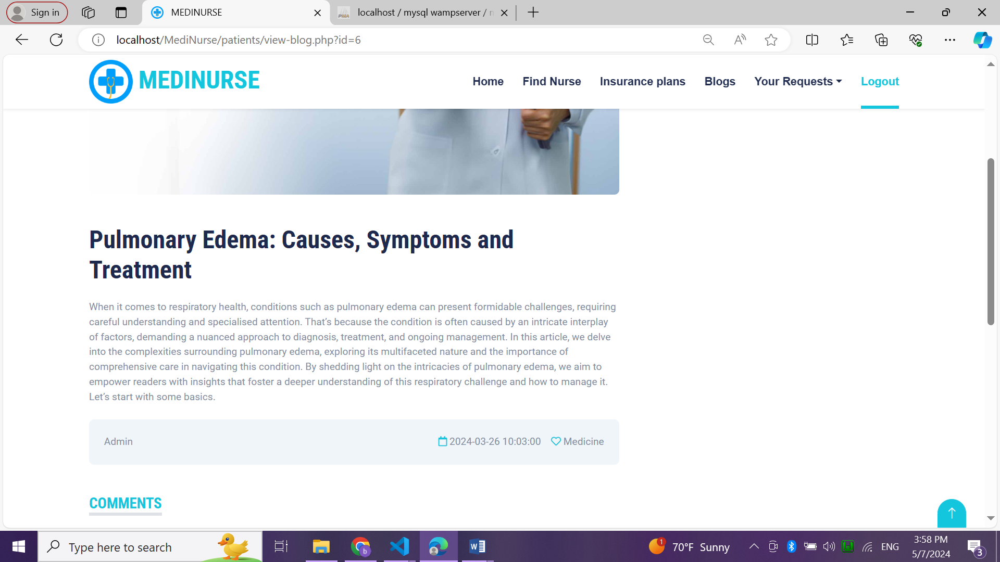 Sign in
MEDINURSE
localhost / mysql wampserver /
localhost/MediNurse/patients/view-blog.php?id=6
MEDINURSE
Home
Find Nurse
Insurance plans
Blogs
Your Requests
Logout
Pulmonary Edema: Causes, Symptoms and
Treatment
When it comes to respiratory health, conditions such as pulmonary edema can present formidable challenges, requiring
careful understanding and specialised attention. That’s because the condition is often caused by an intricate interplay
of factors, demanding a nuanced approach to diagnosis, treatment, and ongoing management. In this article, we delve
into the complexities surrounding pulmonary edema, exploring its multifaceted nature and the importance of
comprehensive care in navigating this condition. By shedding light on the intricacies of pulmonary edema, we aim to
empower readers with insights that foster a deeper understanding of this respiratory challenge and how to manage it.
Let’s start with some basics.
Admin
2024-03-26 10:03:00
Medicine
COMMENTS
Type here to search
b
1
70°F Sunny
ENG
3:58 PM
5/7/2024
3